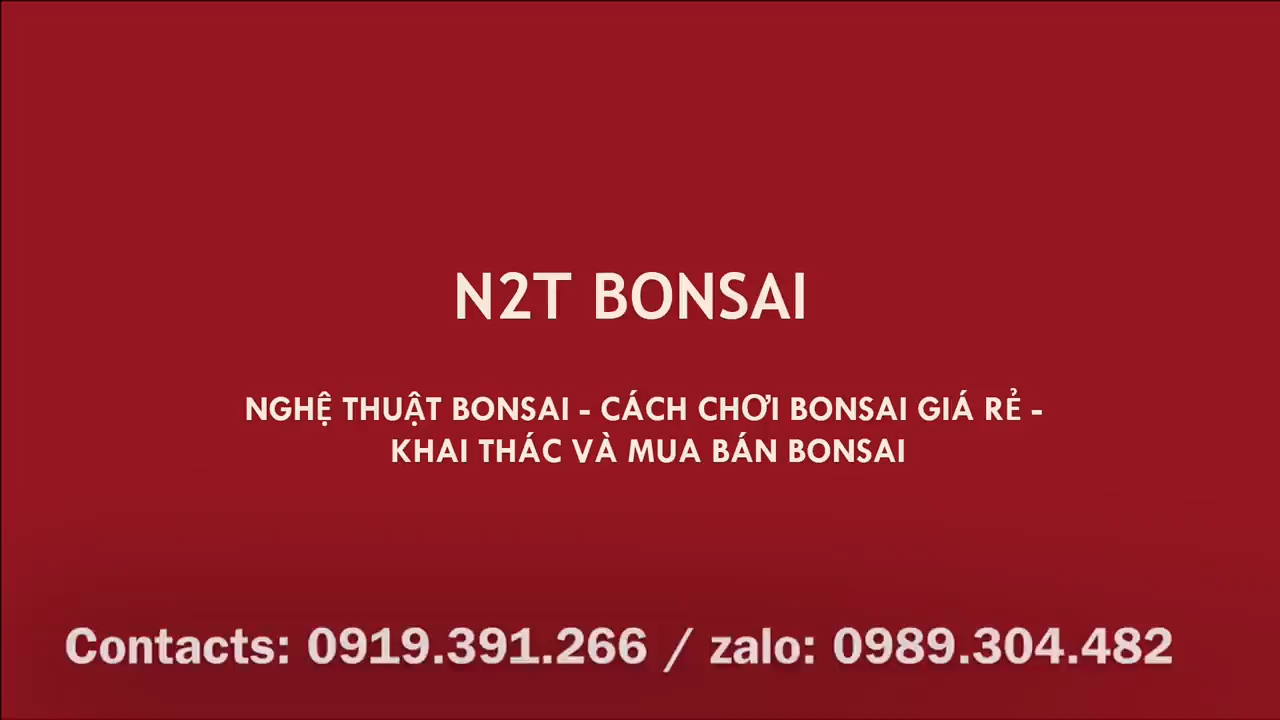 N2T BONSAI
NGHỆ THUẬT BONSAI - CÁCH CHƠI BONSAI GIÁ RẺ -
KHAI THÁC VÀ MUA BÁN BONSAI
Contacts: 0919.391.266 / zalo: 0989.304.482